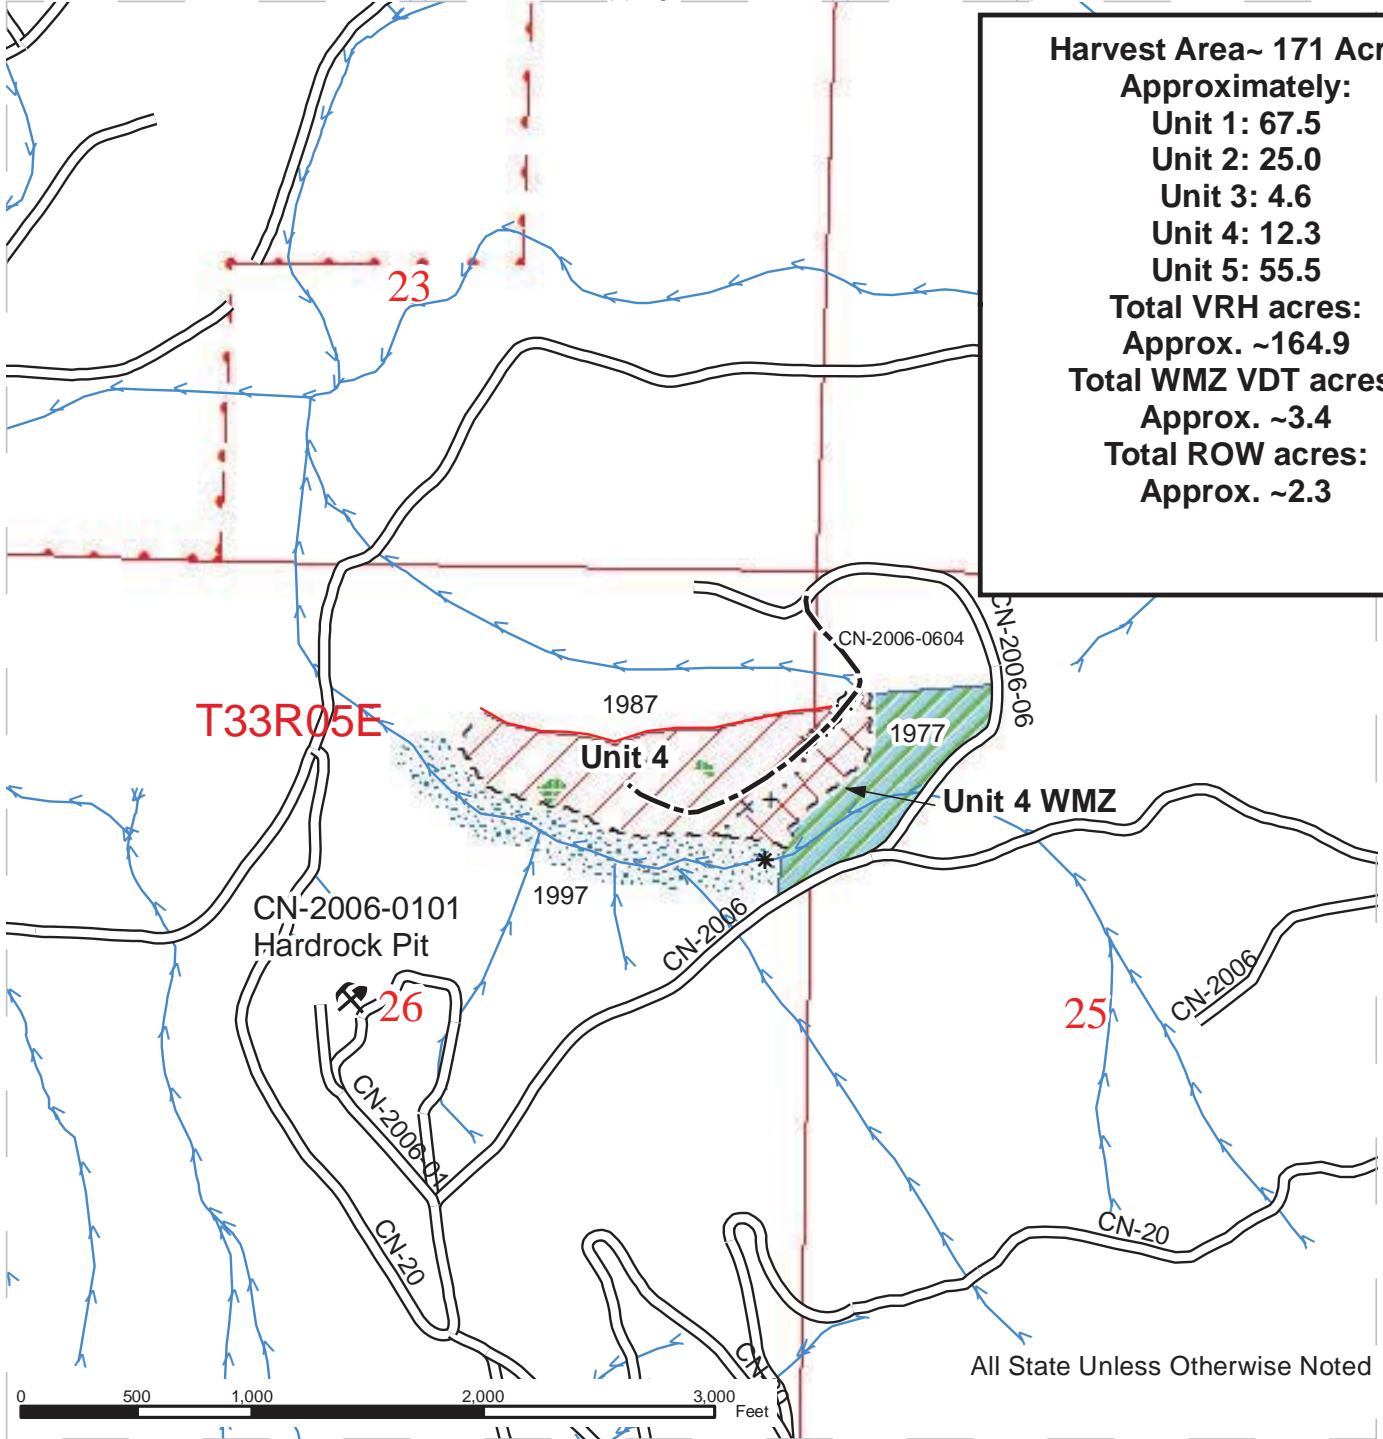 Harvest Area~ 171 Acr
Approximately:
Unit 1: 67.5
Unit 2: 25.0
Unit 3: 4.6
Unit 4: 12.3
Unit 5: 55.5
Total VRH acres:
Approx. ~164.9
Total WMZ VDT acres
Approx. ~3.4
Total ROW acres:
Approx. ~2.3
23
CN-2006-0604
CN-2006-06
T33R05E
1987
1977
Unit 4
Unit 4 WMZ
1997
CN-2006-0101
Hardrock Pit
CN-2006
CN-2006
26
25
CN-2006-01
CN-20
CN-20
CN-20
All State Unless Otherwise Noted
0 500 1,000 2,000 3,000
Feet